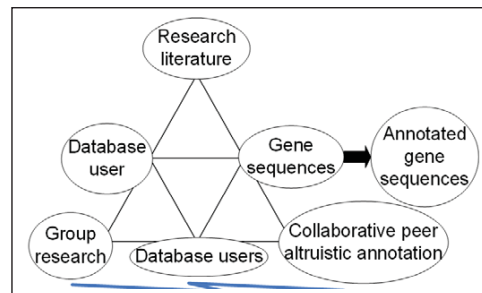 Research
literature
Database
user
Gene
sequences
Annotated
gene
sequences
Group
research
Database users
Collaborative peer
altruistic annotation